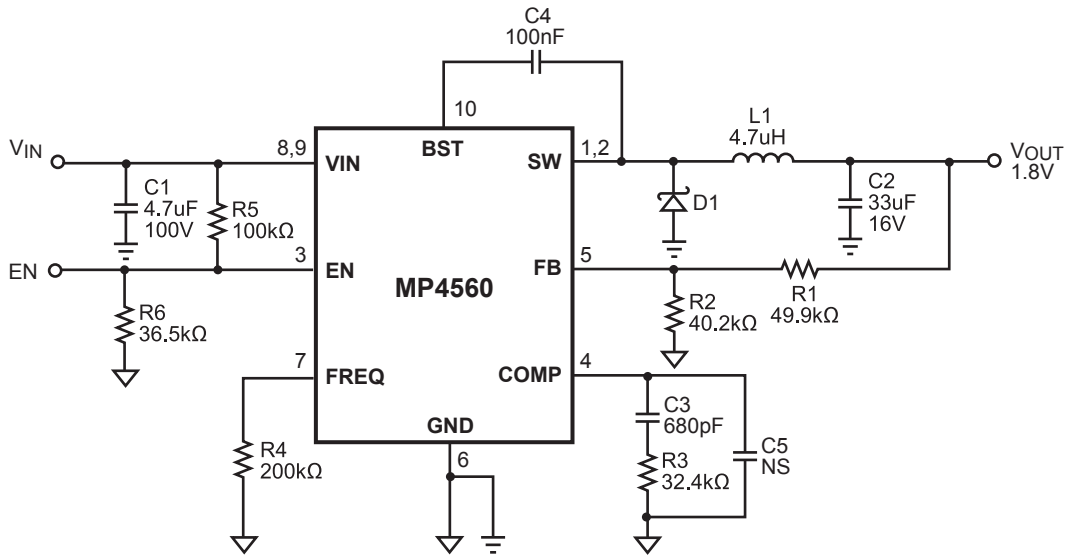 C4
100nF
10
BST
L1
4.7uH
VIN
8,9
VIN
SW
1,2
VOUT
1.8V
C1
4.7uF
100V
R5
100kΩ
D1
C2
33uF
16V
EN
3
EN
MP4560
FB
5
R1
49.9kΩ
R6
36.5kΩ
R2
40.2kΩ
7
FREQ
COMP
4
R4
200kΩ
GND
6
C3
680pF
R3
32.4kΩ
C5
NS